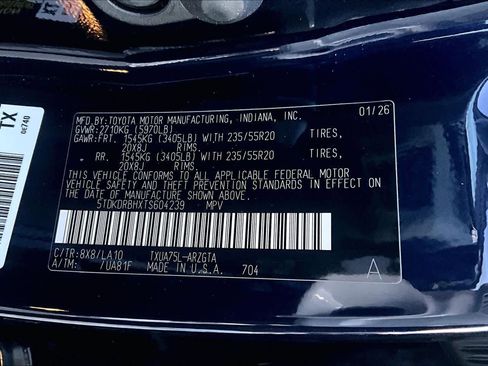 MFD.BY:TOYOTA MOTOR MANUFACTURING, INDIANA, INC. 01/26
GVWR:2710KG (5970LB)
GAWR:FRT. 1545KG (3405LB) WITH 235/55R20 TIRES,
20X8J RIMS,
RR. 1545KG (3405LB) WITH 235/55R20 TIRES,
20X8J RIMS.
THIS VEHICLE CONFORMS TO ALL APPLICABLE FEDERAL MOTOR
VEHICLE SAFETY AND THEFT PREVENTION STANDARDS IN EFFECT
ON THE DATE OF MANUFACTURE SHOWN ABOVE.
5TDKDRBHXTS604239 MPV
C/TR:8X8/LA10 TXUA75L-ARZGTA
A/TM: /UA81F MADE IN U.S.A. 704 A
TX
0E740